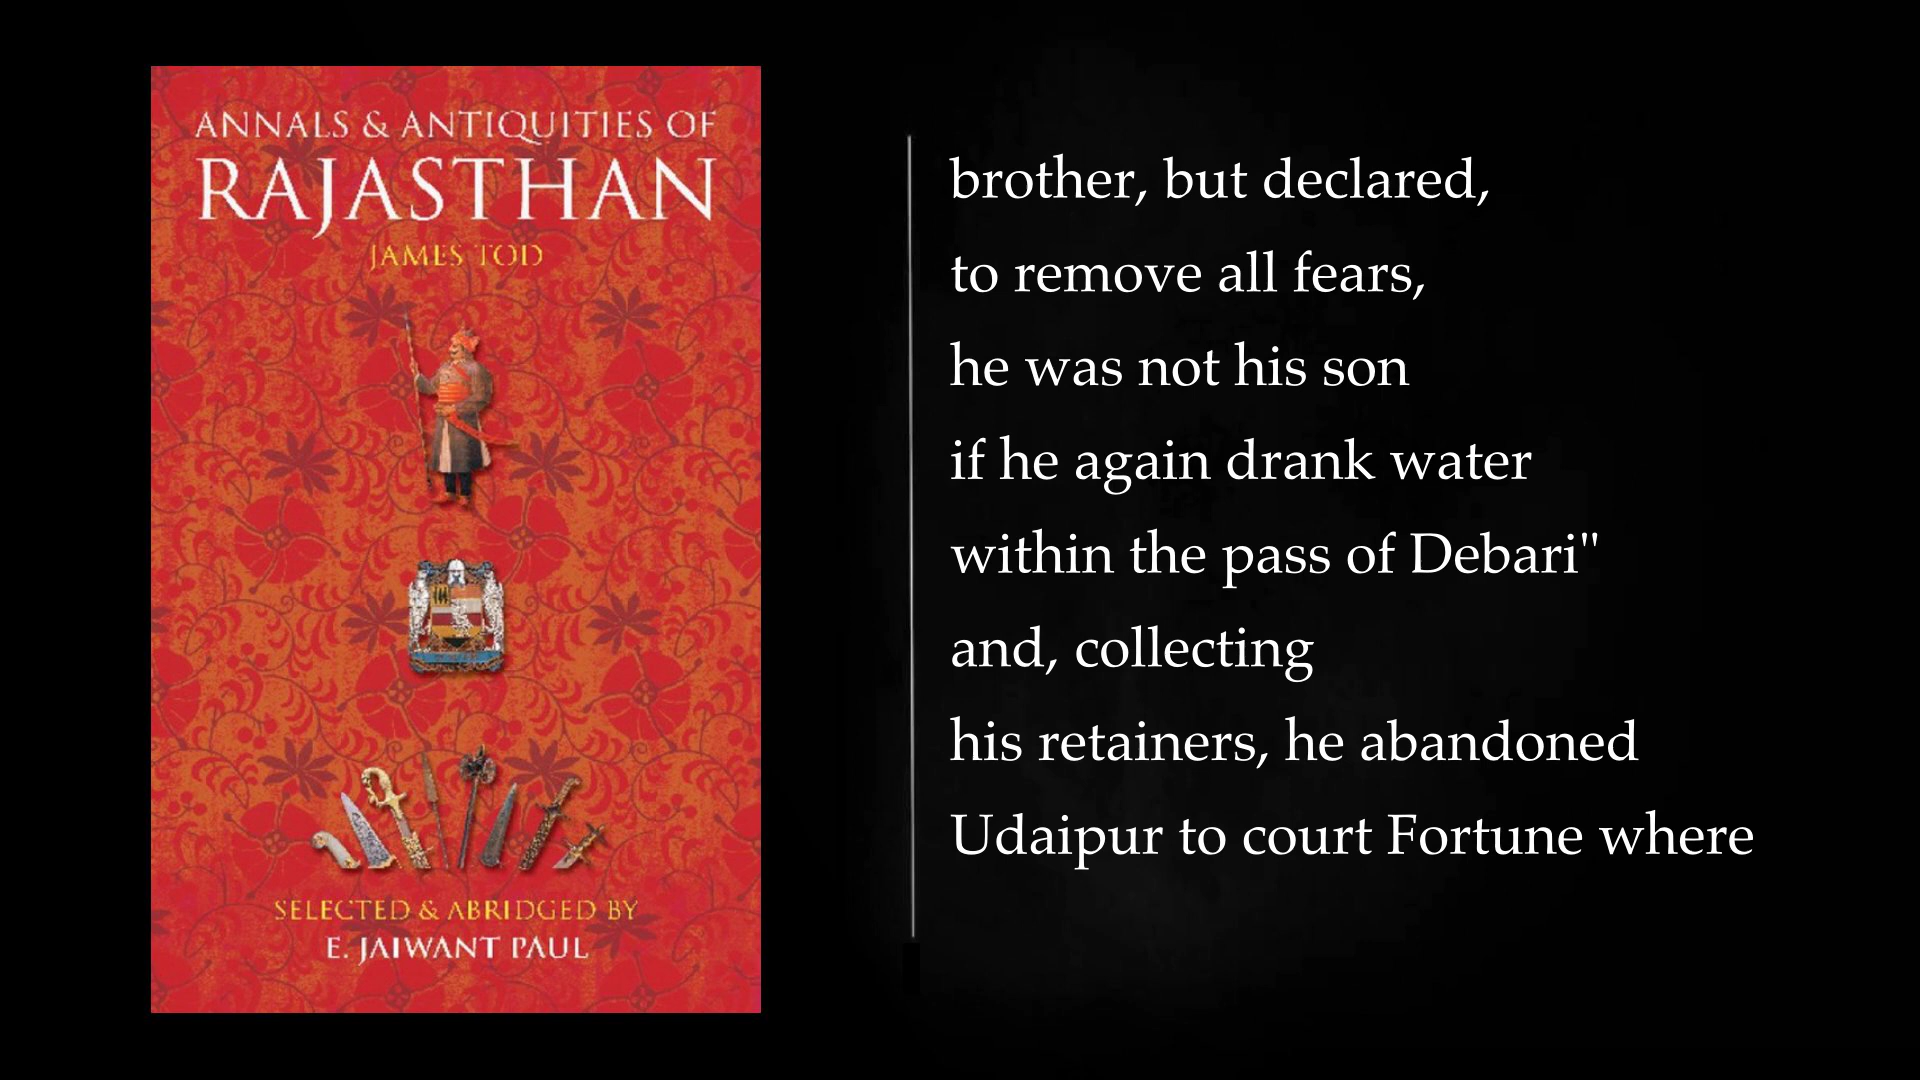 ANNALS & ANTIQUITIES OF
RAJASTHAN
JAMES TOD
SELECTED & ABRIDGED BY
E. JAIWANT PAUL
brother, but declared,
to remove all fears,
he was not his son
if he again drank water
within the pass of Debari"
and, collecting
his retainers, he abandoned
Udaipur to court Fortune where